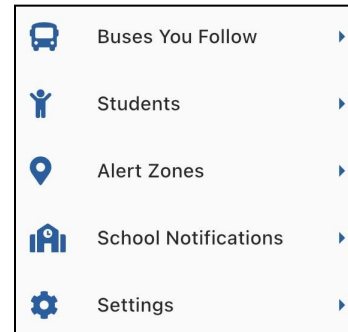 Buses You Follow
Students
Alert Zones
School Notifications
Settings